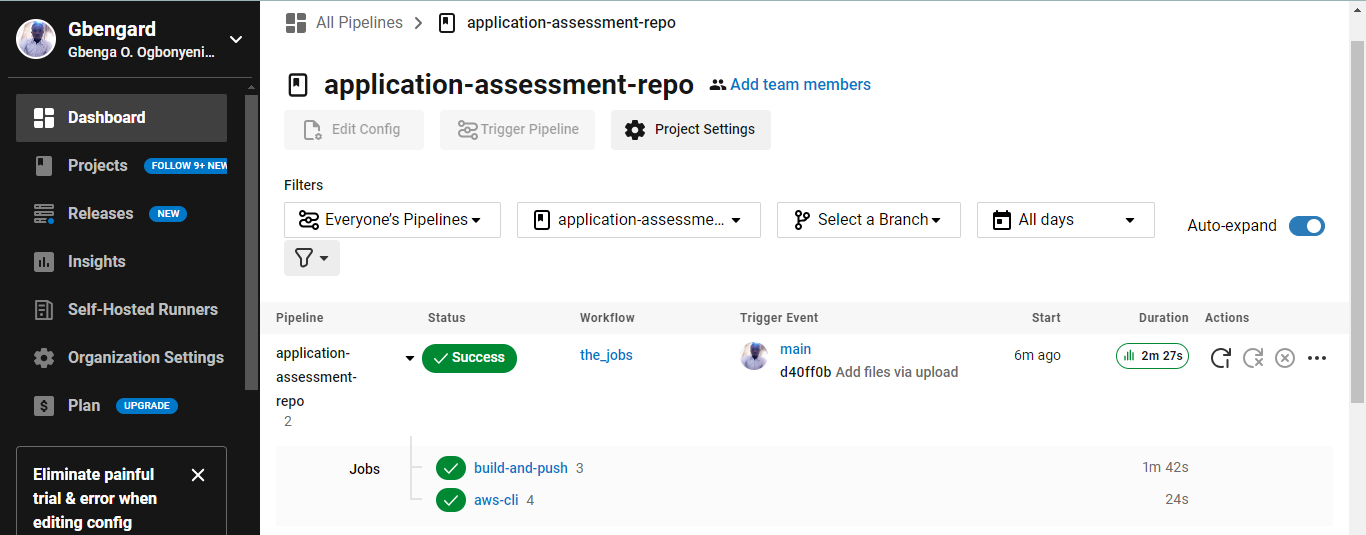 Gbengard
Gbenga O. Ogbonyeni...
Dashboard
Projects FOLLOW 9+ NEW
Releases NEW
Insights
Self-Hosted Runners
Organization Settings
Plan UPGRADE
Eliminate painful
trial & error when
editing config
All Pipelines application-assessment-repo
application-assessment-repo Add team members
Edit Config Trigger Pipeline Project Settings
Filters
Everyone's Pipelines application-assessme... Select a Branch All days Auto-expand
Pipeline Status Workflow Trigger Event Start Duration Actions
application-
assessment-
repo
2
Success the_jobs main 6m ago 2m 27s
d40ff0b Add files via upload
Jobs build-and-push 3 1m 42s
aws-cli 4 24s